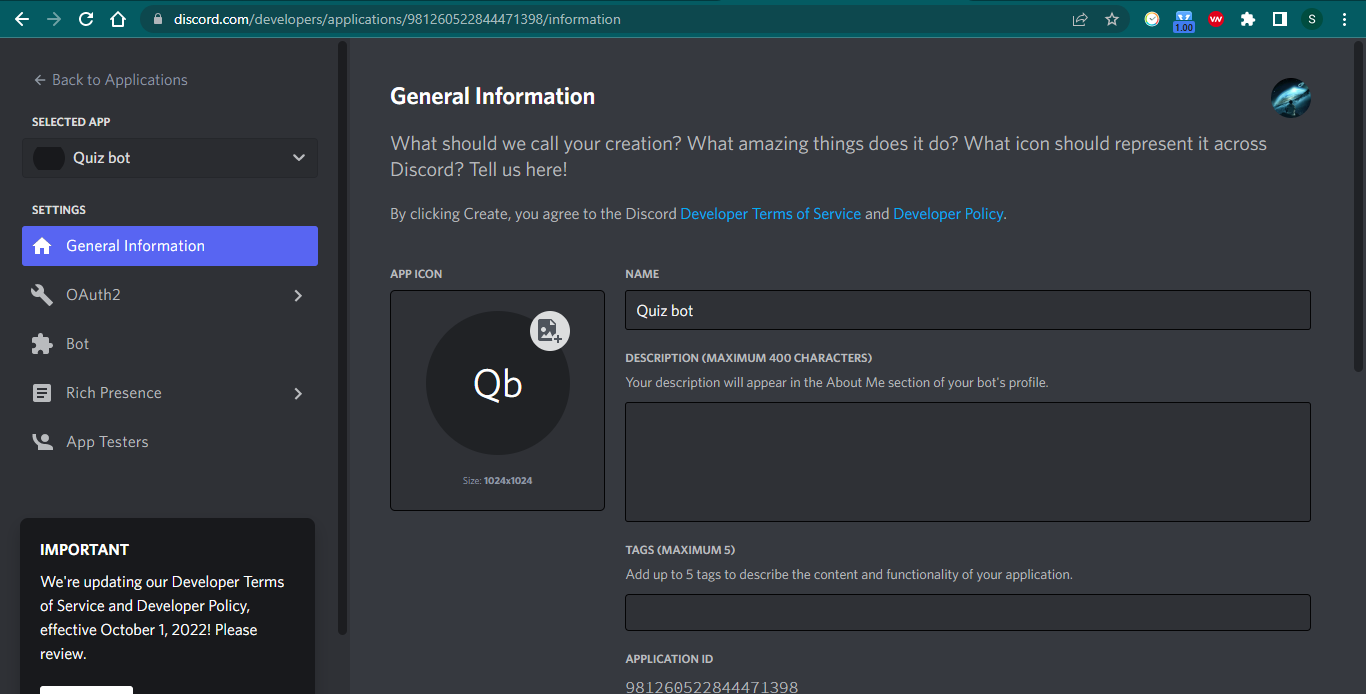 discord.com/developers/applications/981260522844471398/information
1.00
VN
S
Back to Applications
SELECTED APP
Quiz bot
SETTINGS
General Information
OAuth2
Bot
Rich Presence
App Testers
IMPORTANT
We're updating our Developer Terms
of Service and Developer Policy,
effective October 1, 2022! Please
review.
General Information
What should we call your creation? What amazing things does it do? What icon should represent it across
Discord? Tell us here!
By clicking Create, you agree to the Discord Developer Terms of Service and Developer Policy.
APP ICON
Qb
Size: 1024x1024
NAME
Quiz bot
DESCRIPTION (MAXIMUM 400 CHARACTERS)
Your description will appear in the About Me section of your bot's profile.
TAGS (MAXIMUM 5)
Add up to 5 tags to describe the content and functionality of your application.
APPLICATION ID
981260522844471398